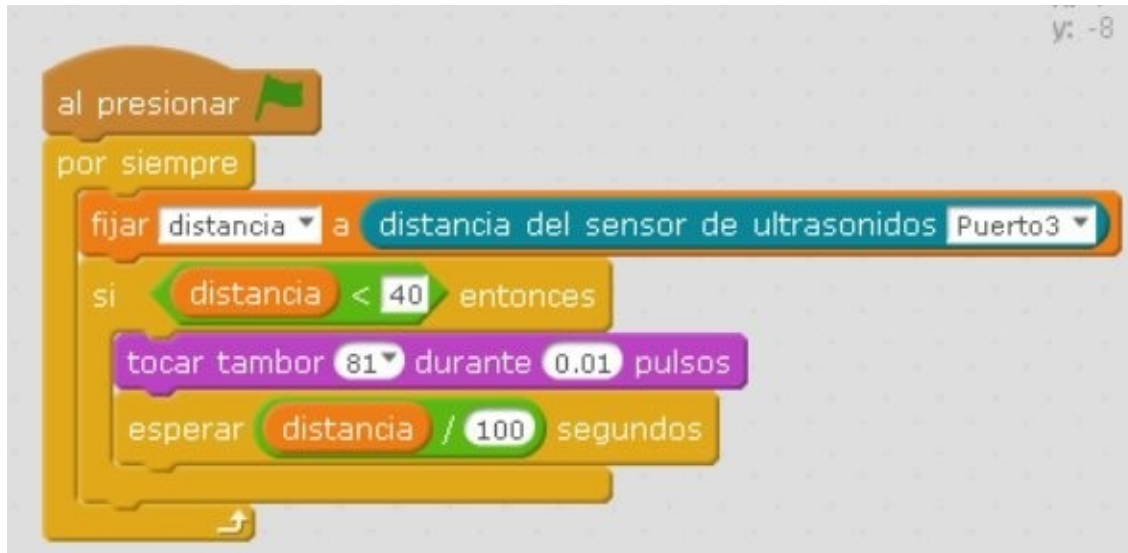 y: -8
al presionar
por siempre
fijar distancia a distancia del sensor de ultrasonidos Puerto3
si distancia < 40 entonces
tocar tambor 81 durante 0.01 pulsos
esperar distancia / 100 segundos